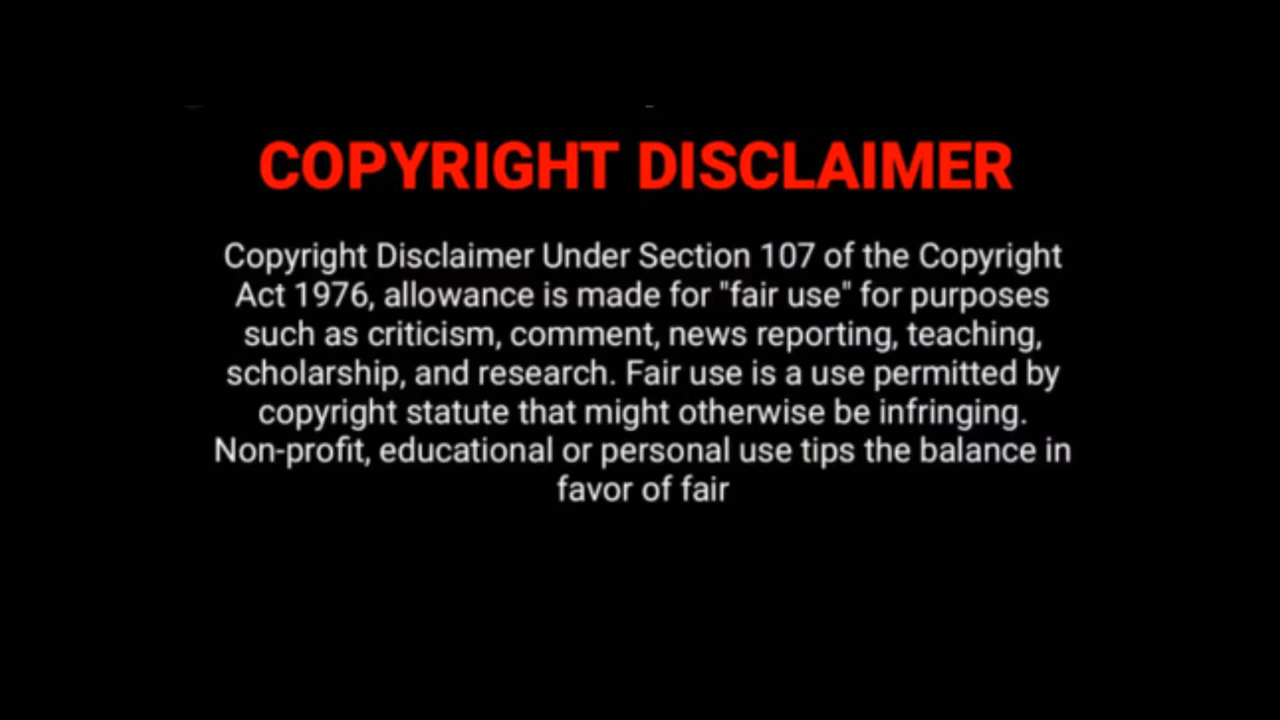 COPYRIGHT DISCLAIMER
Copyright Disclaimer Under Section 107 of the Copyright
Act 1976, allowance is made for "fair use" for purposes
such as criticism, comment, news reporting, teaching,
scholarship, and research. Fair use is a use permitted by
copyright statute that might otherwise be infringing.
Non-profit, educational or personal use tips the balance in
favor of fair